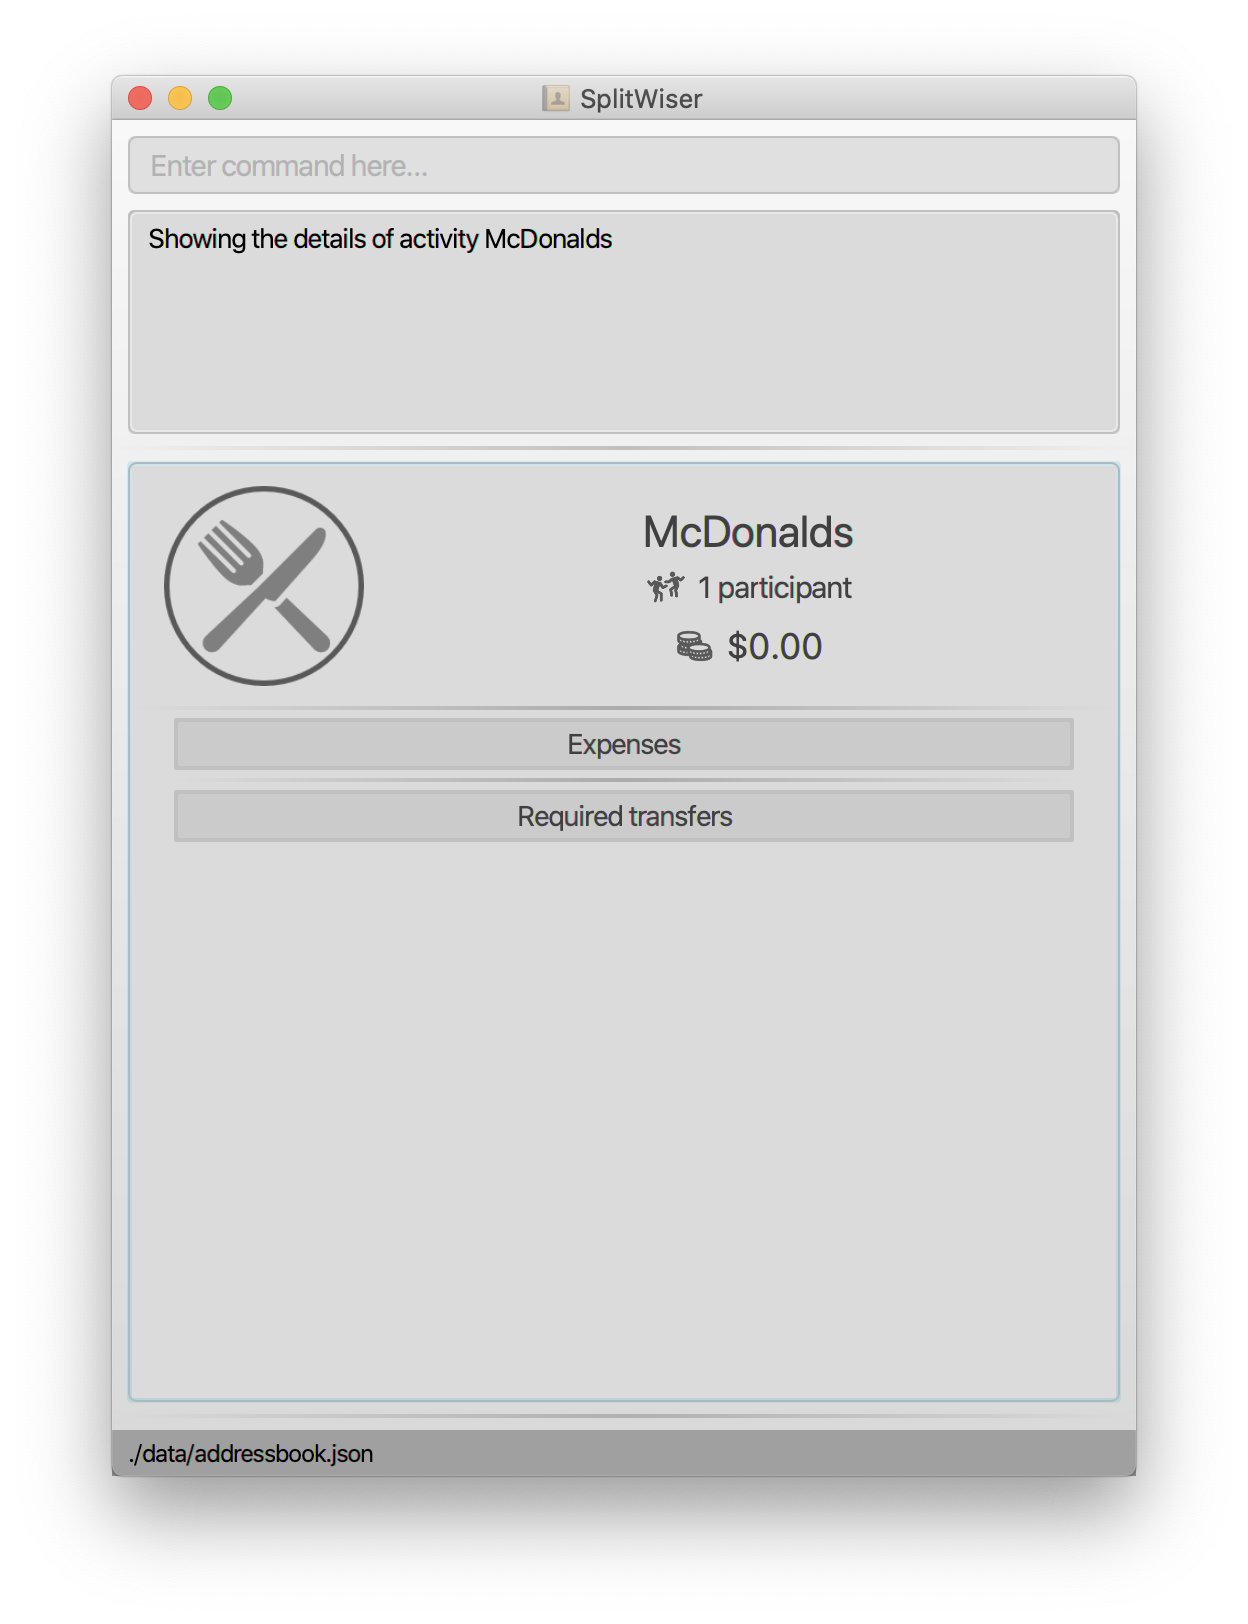 SplitWiser
Enter command here...
Showing the details of activity McDonalds
McDonalds
1 participant
$0.00
Expenses
Required transfers
./data/addressbook.json